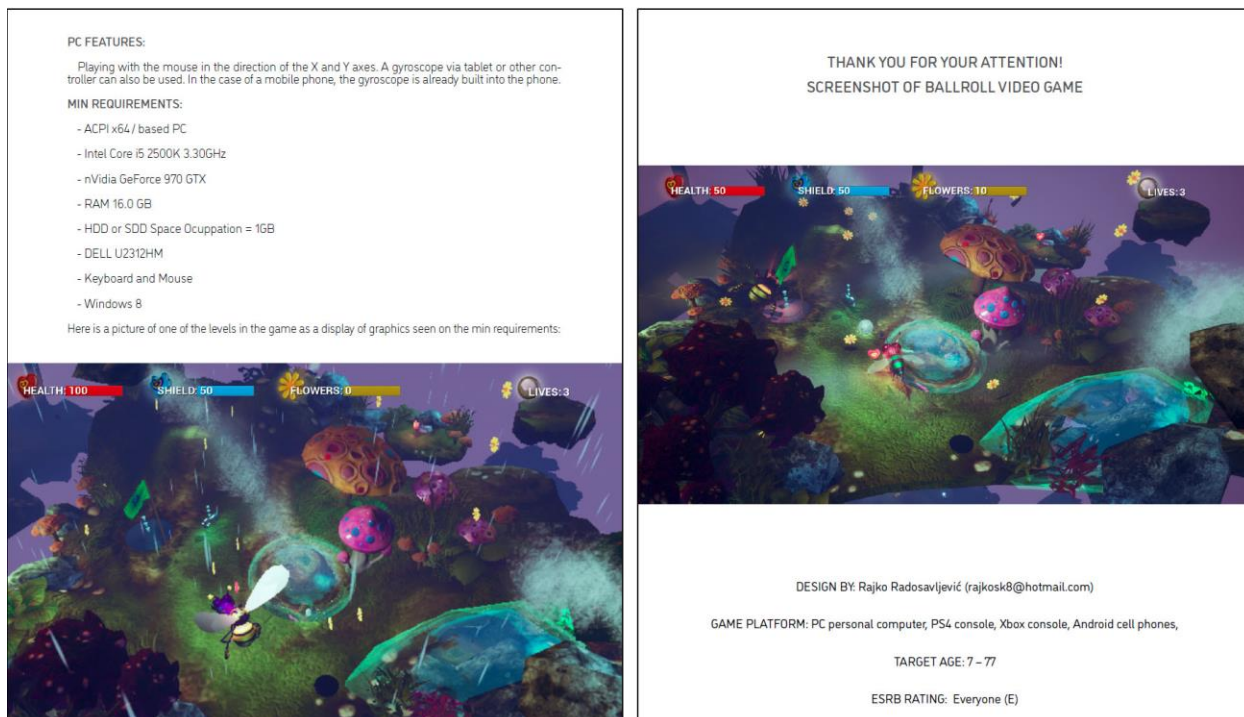 PC FEATURES:
Playing with the mouse in the direction of the X and Y axes. A gyroscope via tablet or other con-
troller can also be used. In the case of a mobile phone, the gyroscope is already built into the phone.
MIN REQUIREMENTS:
- ACPI x64 / based PC
- Intel Core i5 2500K 3.30GHz
- nVidia GeForce 970 GTX
- RAM 16.0 GB
- HDD or SDD Space Ocuppation = 1GB
- DELL U2312HM
- Keyboard and Mouse
- Windows 8
Here is a picture of one of the levels in the game as a display of graphics seen on the min requirements:
HEALTH: 100 SHIELD: 50 FLOWERS: 0 LIVES: 3
THANK YOU FOR YOUR ATTENTION!
SCREENSHOT OF BALLROLL VIDEO GAME
HEALTH: 50 SHIELD: 50 FLOWERS: 10 LIVES: 3
DESIGN BY: Rajko Radosavljević (rajkosk8@hotmail.com)
GAME PLATFORM: PC personal computer, PS4 console, Xbox console, Android cell phones,
TARGET AGE: 7 – 77
ESRB RATING: Everyone (E)